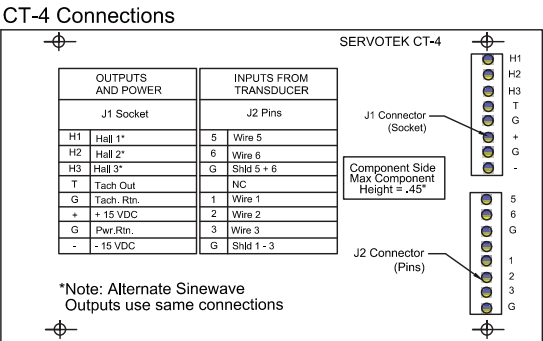 CT-4 Connections
SERVOTEK CT-4
OUTPUTS
AND POWER
J1 Socket
H1 Hall 1*
H2 Hall 2*
H3 Hall 3*
T Tach Out
G Tach. Rtn.
+ + 15 VDC
G Pwr.Rtn.
- - 15 VDC
INPUTS FROM
TRANSDUCER
J2 Pins
5 Wire 5
6 Wire 6
G Shld 5 + 6
NC
1 Wire 1
2 Wire 2
3 Wire 3
G Shld 1 - 3
J1 Connector
(Socket)
H1
H2
H3
T
G
+
G
-
Component Side
Max Component
Height = .45"
J2 Connector
(Pins)
5
6
G
1
2
3
G
*Note: Alternate Sinewave
Outputs use same connections